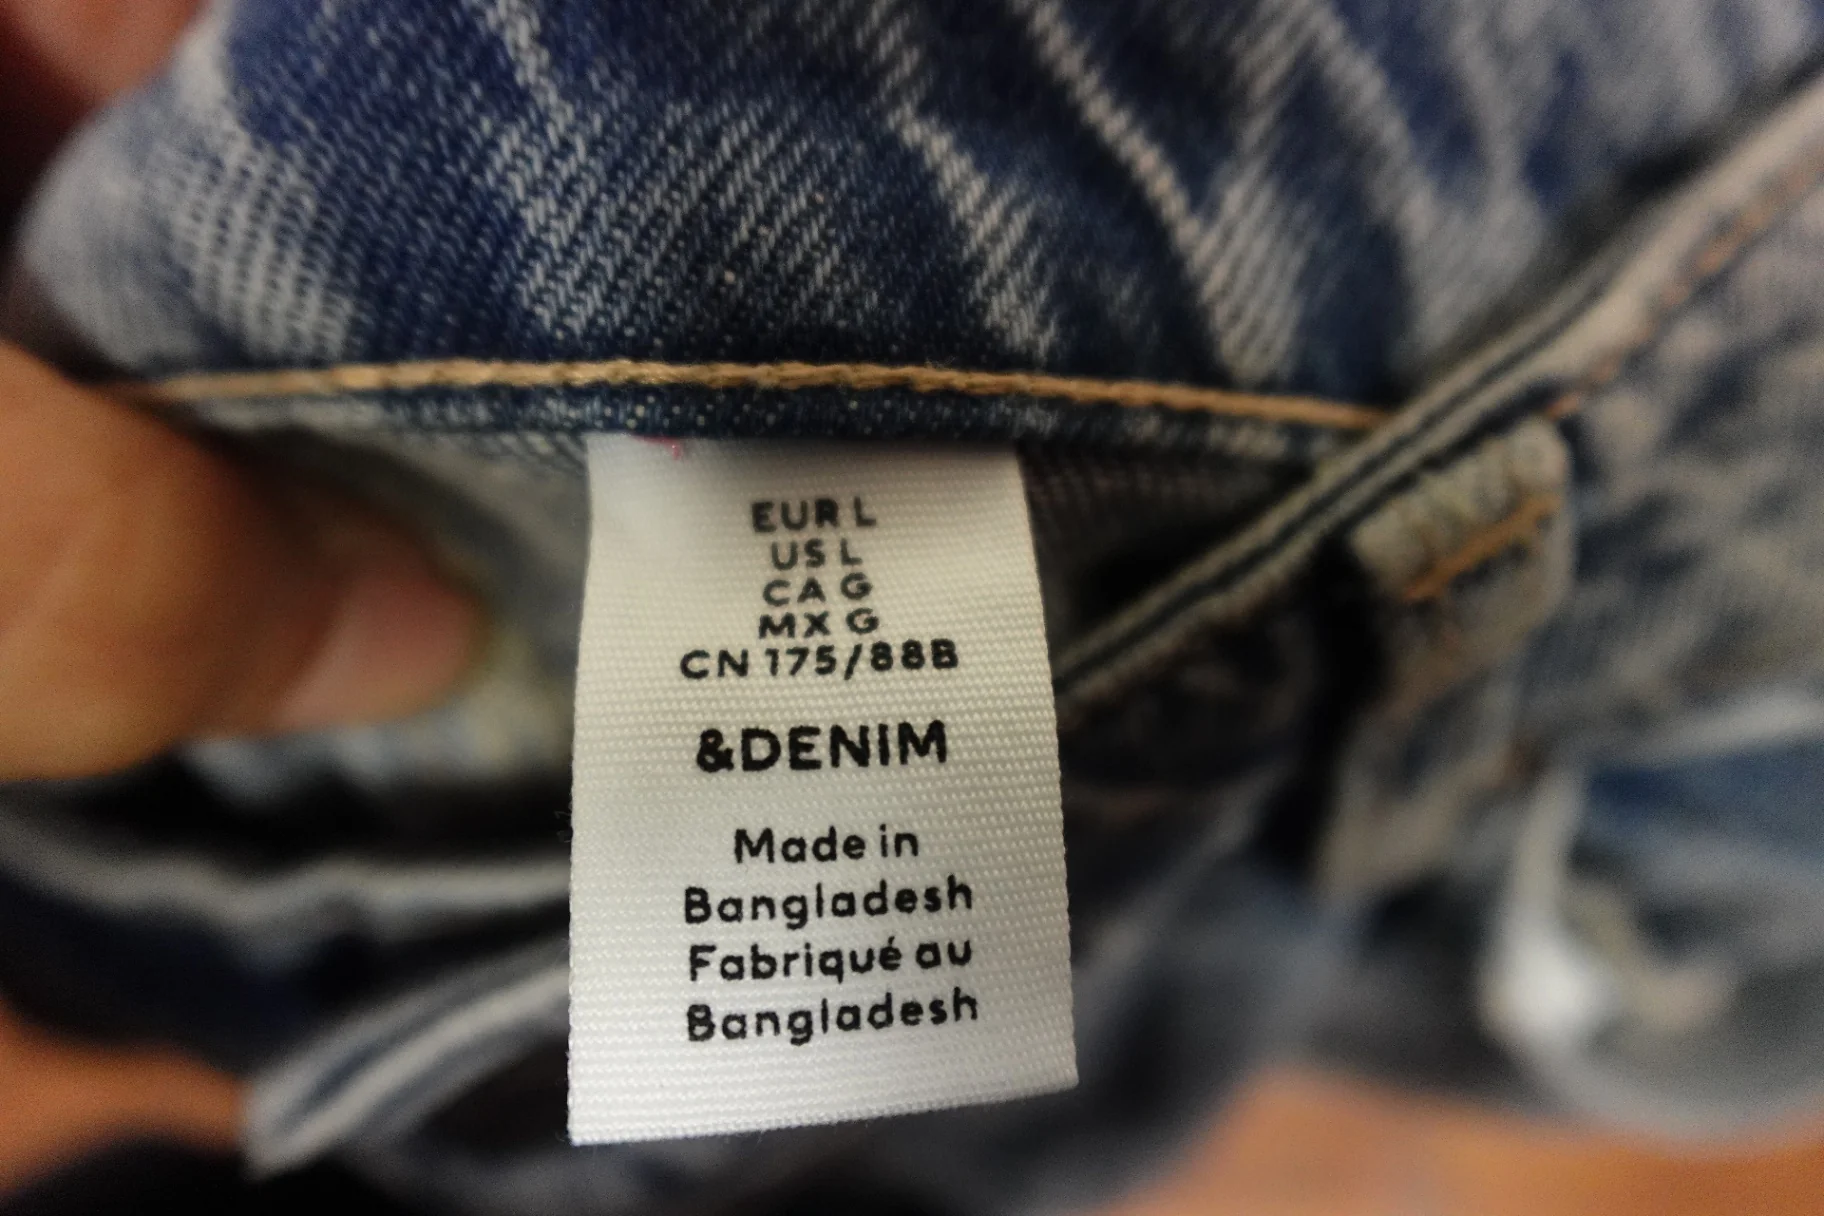 EUR L
US L
CA G
MX G
CN 175/88B
&DENIM
Made in
Bangladesh
Fabriqué au
Bangladesh